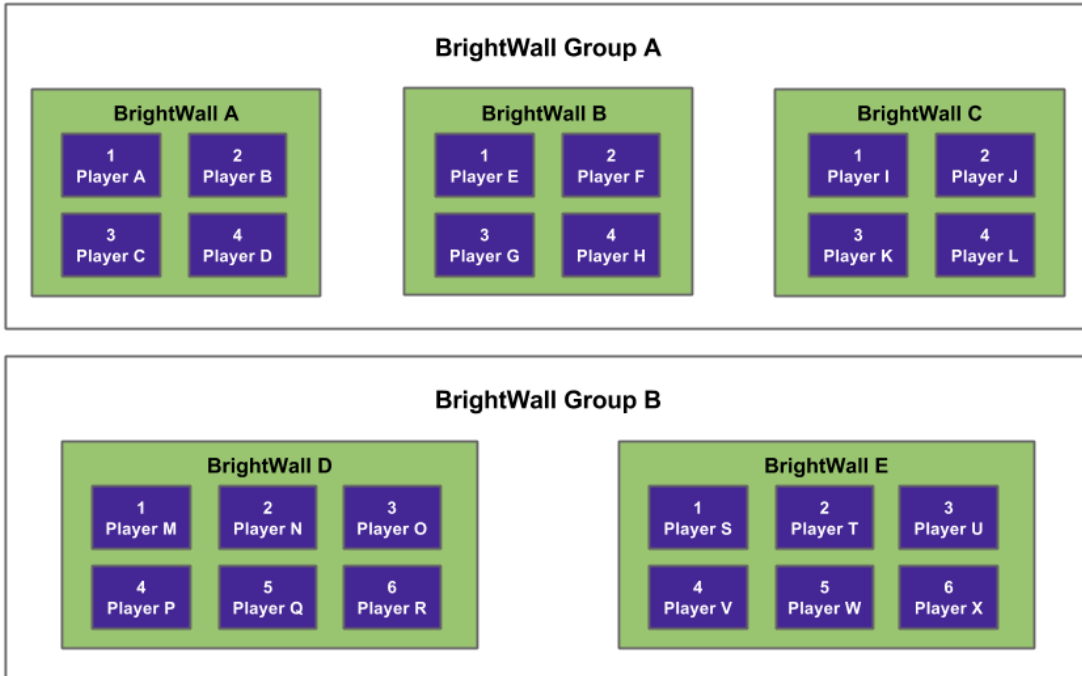 BrightWall Group A
BrightWall A
1
Player A
2
Player B
3
Player C
4
Player D
BrightWall B
1
Player E
2
Player F
3
Player G
4
Player H
BrightWall C
1
Player I
2
Player J
3
Player K
4
Player L
BrightWall Group B
BrightWall D
1
Player M
2
Player N
3
Player O
4
Player P
5
Player Q
6
Player R
BrightWall E
1
Player S
2
Player T
3
Player U
4
Player V
5
Player W
6
Player X